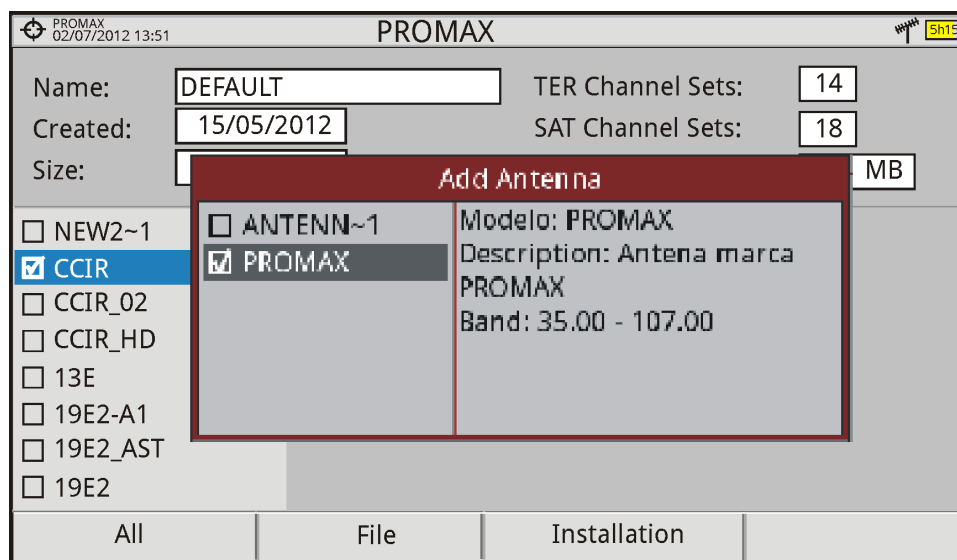 PROMAX
02/07/2012 13:51
PROMAX
5h15
Name:
DEFAULT
TER Channel Sets:
14
Created:
15/05/2012
SAT Channel Sets:
18
Size:
MB
Add Antenna
ANTENN~1
PROMAX
Modelo: PROMAX
Description: Antena marca
PROMAX
Band: 35.00 - 107.00
NEW2~1
CCIR
CCIR_02
CCIR_HD
13E
19E2-A1
19E2_AST
19E2
All
File
Installation